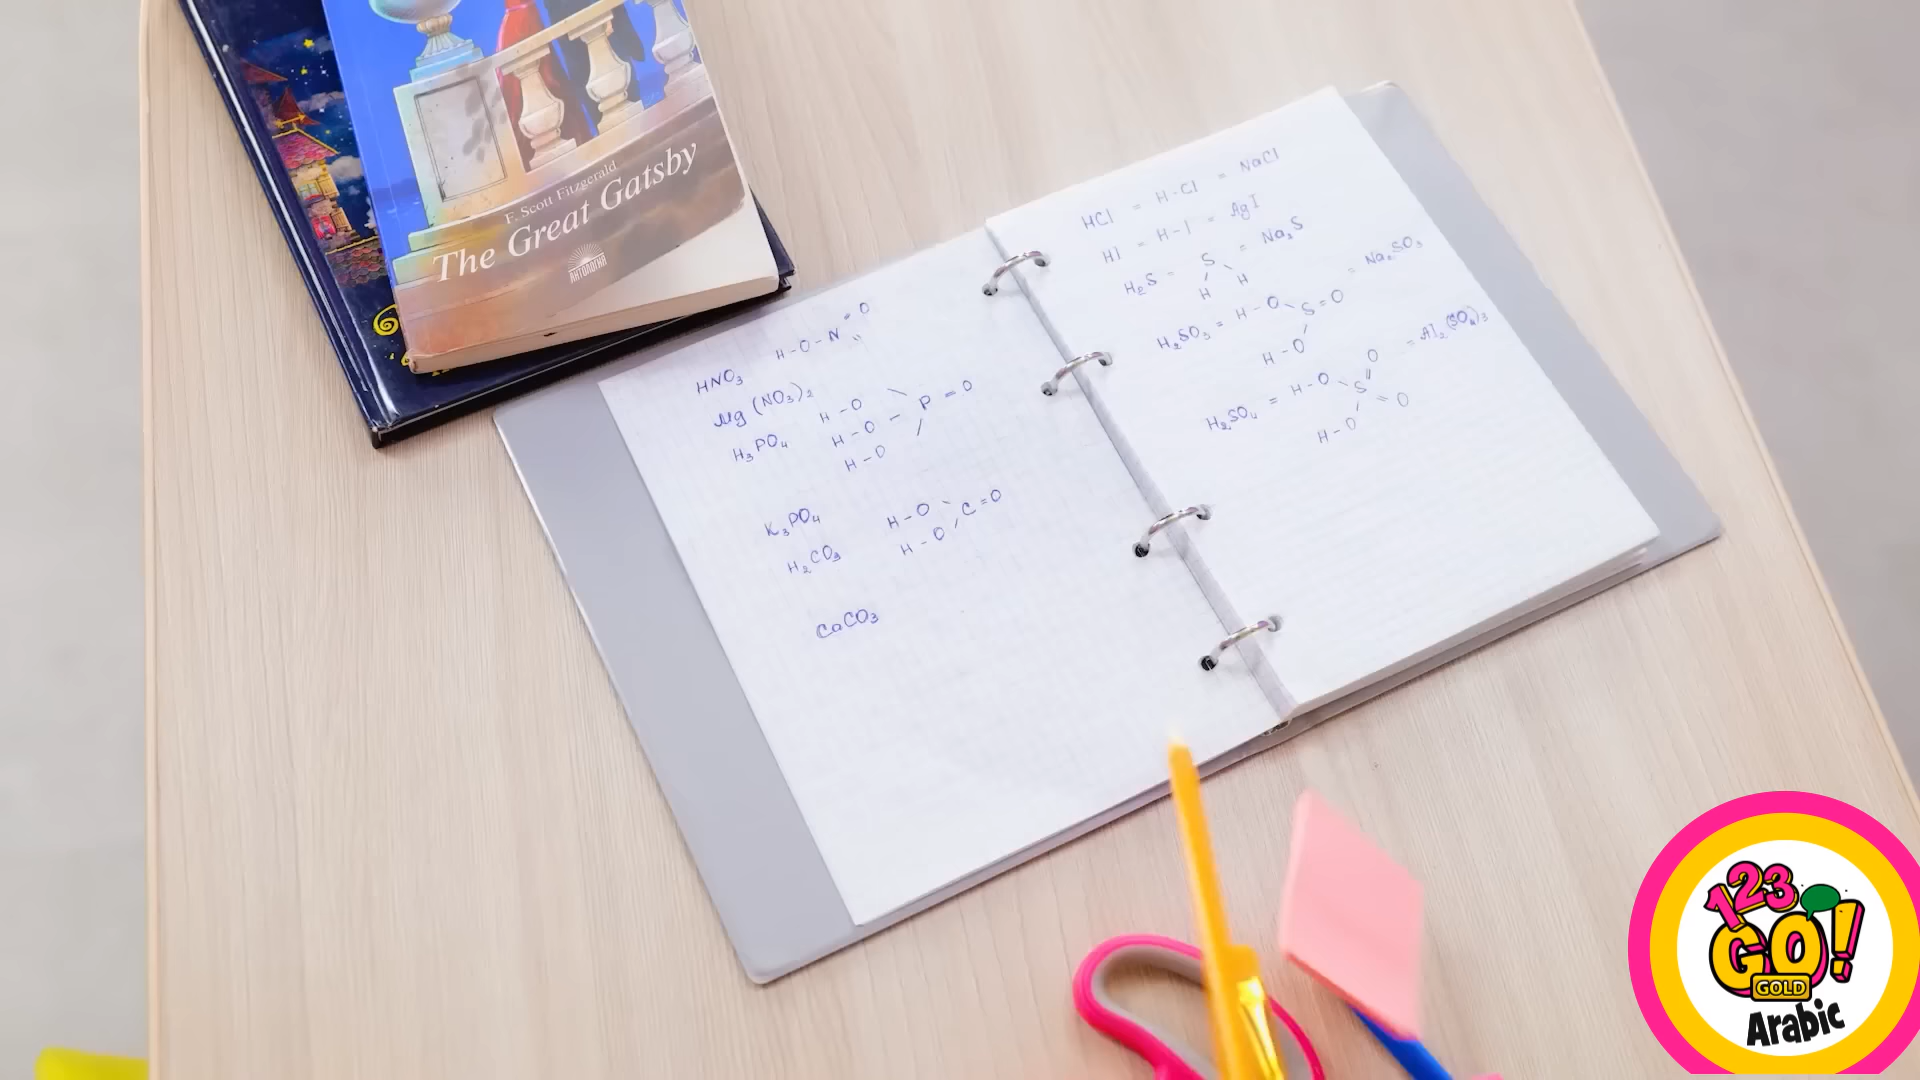 F. Scott Fitzgerald
The Great Gatsby
АНТОЛОГИЯ
HNO₃ H-O-N=O
Mg(NO₃)₂
H₃PO₄ H-O
H-O - P=O
H-O
K₃PO₄
H₂CO₃ H-O C=O
H-O
CaCO₃
HCl = H-Cl = NaCl
HI = H-I = AgI
H₂S = S = Na₂S
H H
H₂SO₃ = H-O S=O = Na₂SO₃
H-O
H₂SO₄ = H-O S = O = Al₂(SO₄)₃
O
H-O
123
GO!
GOLD
Arabic